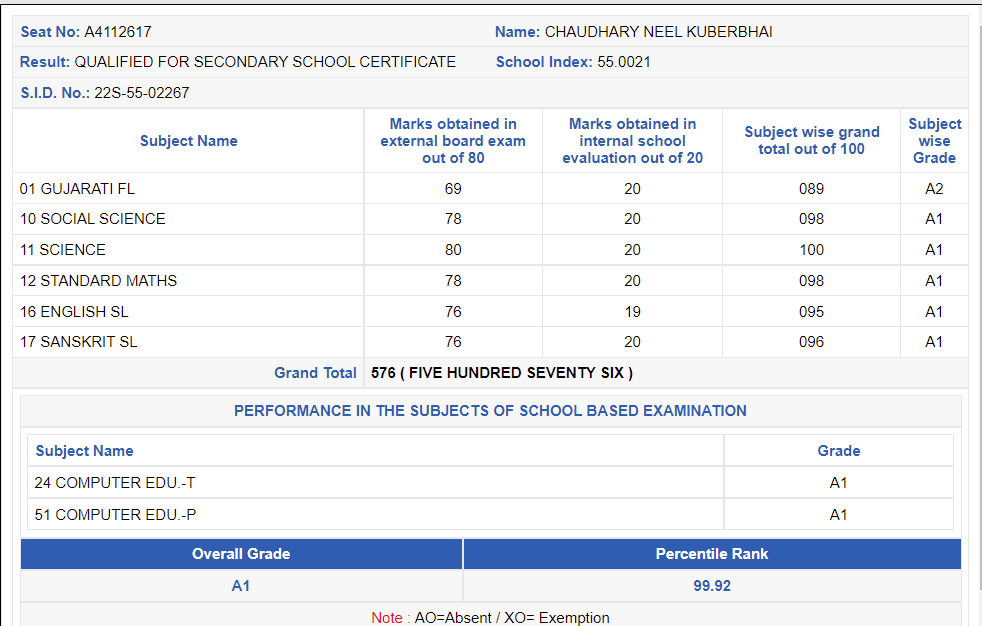 Seat No: A4112617 Name: CHAUDHARY NEEL KUBERBHAI
Result: QUALIFIED FOR SECONDARY SCHOOL CERTIFICATE School Index: 55.0021
S.I.D. No.: 22S-55-02267
Subject Name Marks obtained in external board exam out of 80 Marks obtained in internal school evaluation out of 20 Subject wise grand total out of 100 Subject wise Grade
01 GUJARATI FL 69 20 089 A2
10 SOCIAL SCIENCE 78 20 098 A1
11 SCIENCE 80 20 100 A1
12 STANDARD MATHS 78 20 098 A1
16 ENGLISH SL 76 19 095 A1
17 SANSKRIT SL 76 20 096 A1
Grand Total 576 ( FIVE HUNDRED SEVENTY SIX )
PERFORMANCE IN THE SUBJECTS OF SCHOOL BASED EXAMINATION
Subject Name Grade
24 COMPUTER EDU.-T A1
51 COMPUTER EDU.-P A1
Overall Grade Percentile Rank
A1 99.92
Note : AO=Absent / XO= Exemption